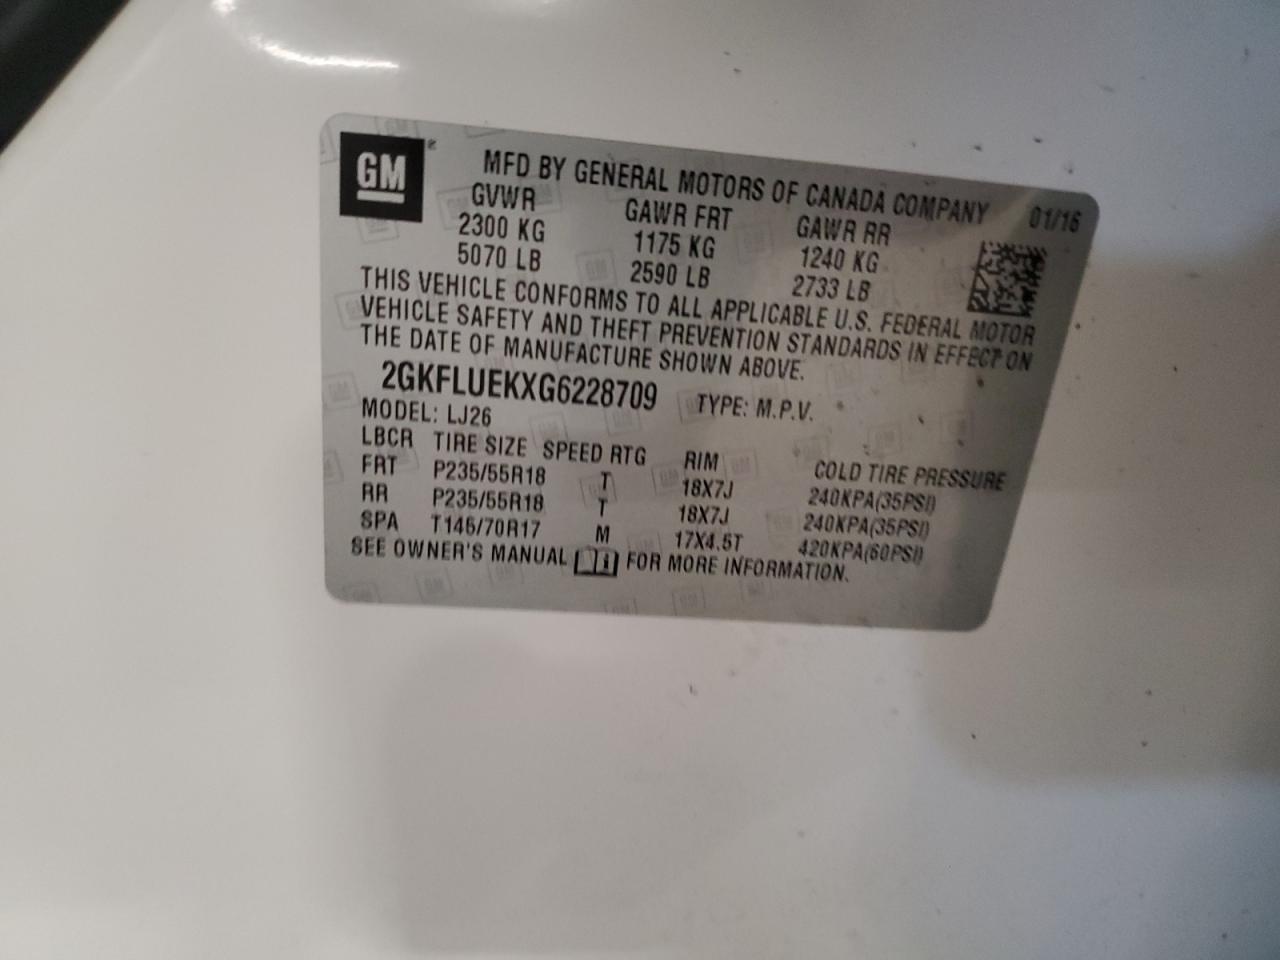 GM
MFD BY GENERAL MOTORS OF CANADA COMPANY 01/16
GVWR GAWR FRT GAWR RR
2300 KG 1175 KG 1240 KG
5070 LB 2590 LB 2733 LB
THIS VEHICLE CONFORMS TO ALL APPLICABLE U.S. FEDERAL MOTOR
VEHICLE SAFETY AND THEFT PREVENTION STANDARDS IN EFFECT ON
THE DATE OF MANUFACTURE SHOWN ABOVE.
2GKFLUEKXG6228709 TYPE: M.P.V.
MODEL: LJ26
LBCR TIRE SIZE SPEED RTG RIM COLD TIRE PRESSURE
FRT P235/55R18 T 18X7J 240KPA(35PSI)
RR P235/55R18 T 18X7J 240KPA(35PSI)
SPA T145/70R17 M 17X4.5T 420KPA(60PSI)
SEE OWNER'S MANUAL FOR MORE INFORMATION.